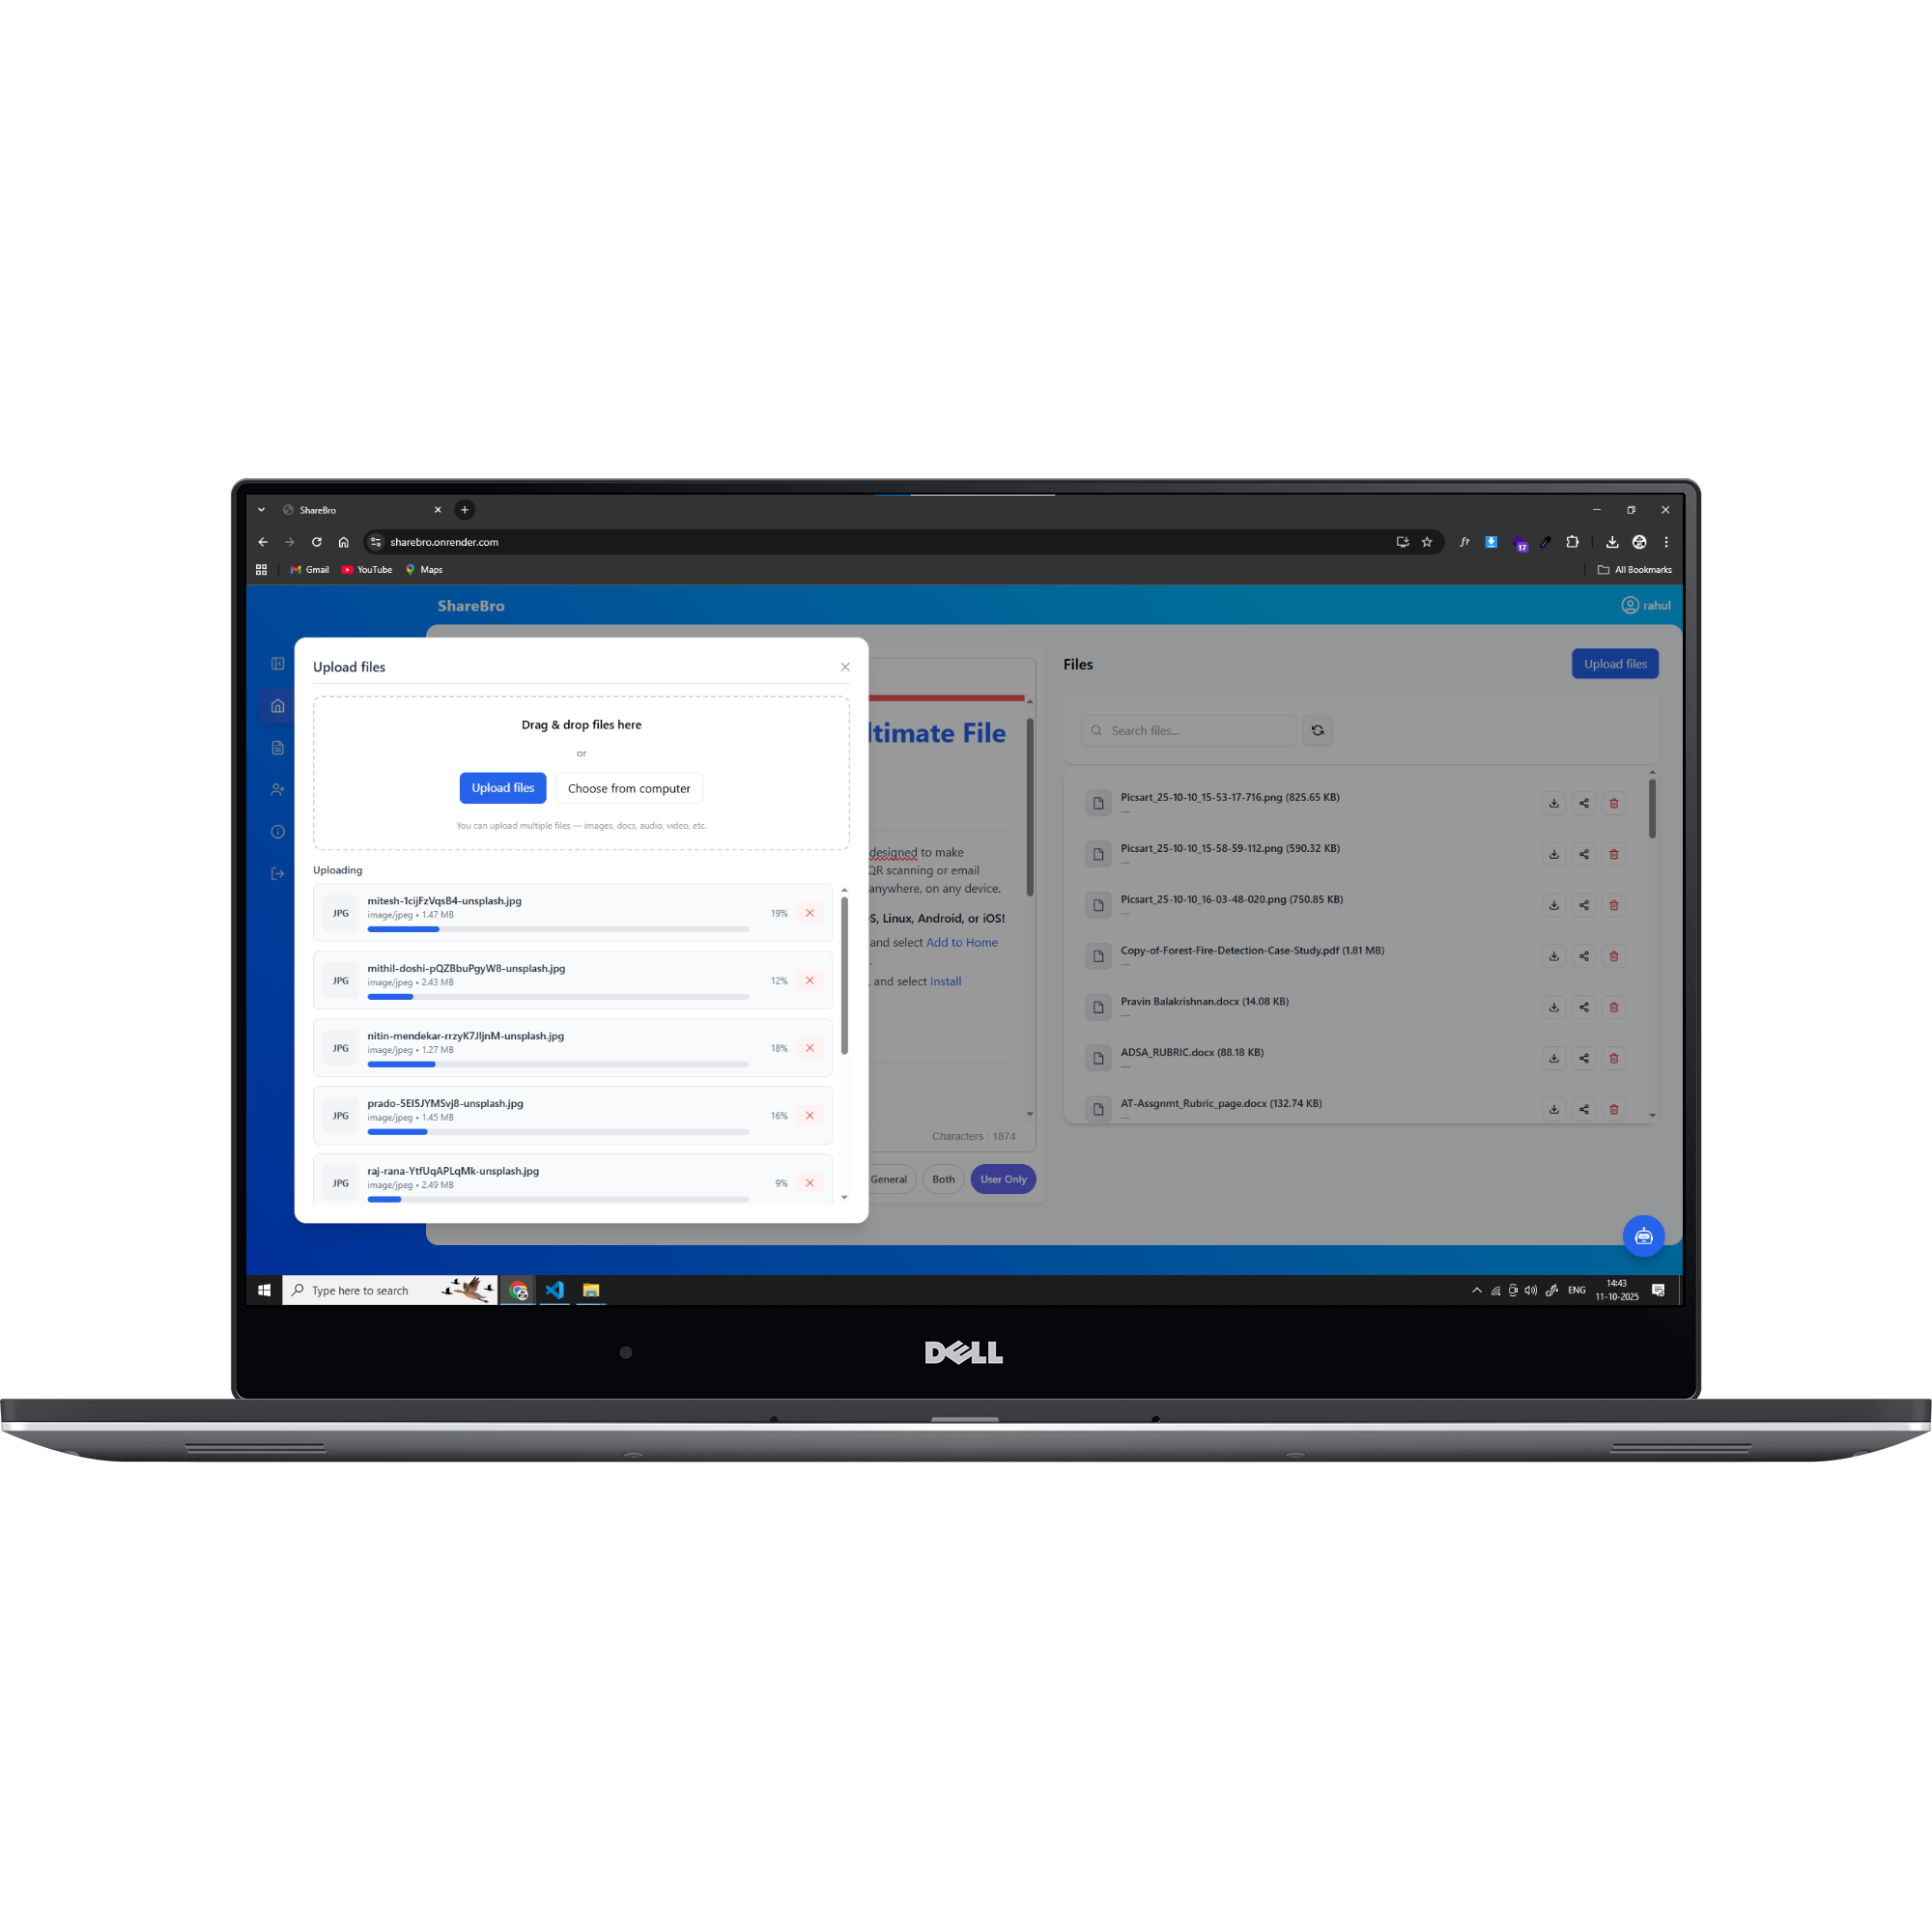 ShareBro
sharebro.onrender.com
17
Gmail
YouTube
Maps
All Bookmarks
ShareBro
rahul
Upload files
Drag & drop files here
or
Upload files
Choose from computer
You can upload multiple files — images, docs, audio, video, etc.
Uploading
JPG
mitesh-1cijFzVqsB4-unsplash.jpg
image/jpeg • 1.47 MB
19%
JPG
mithil-doshi-pQZBbuPgyW8-unsplash.jpg
image/jpeg • 2.43 MB
12%
JPG
nitin-mendekar-rrzyK7JIjnM-unsplash.jpg
image/jpeg • 1.27 MB
18%
JPG
prado-5EI5JYMSvj8-unsplash.jpg
image/jpeg • 1.45 MB
16%
JPG
raj-rana-YtfUqAPLqMk-unsplash.jpg
image/jpeg • 2.49 MB
9%
ltimate File
designed to make
QR scanning or email
anywhere, on any device.
S, Linux, Android, or iOS!
and select Add to Home
, and select Install
Characters : 1874
General
Both
User Only
Files
Upload files
Search files...
Picsart_25-10-10_15-53-17-716.png (825.65 KB)
—
Picsart_25-10-10_15-58-59-112.png (590.32 KB)
—
Picsart_25-10-10_16-03-48-020.png (750.85 KB)
—
Copy-of-Forest-Fire-Detection-Case-Study.pdf (1.81 MB)
—
Pravin Balakrishnan.docx (14.08 KB)
—
ADSA_RUBRIC.docx (88.18 KB)
—
AT-Assgnmt_Rubric_page.docx (132.74 KB)
—
Type here to search
ENG
14:43
11-10-2025
DELL